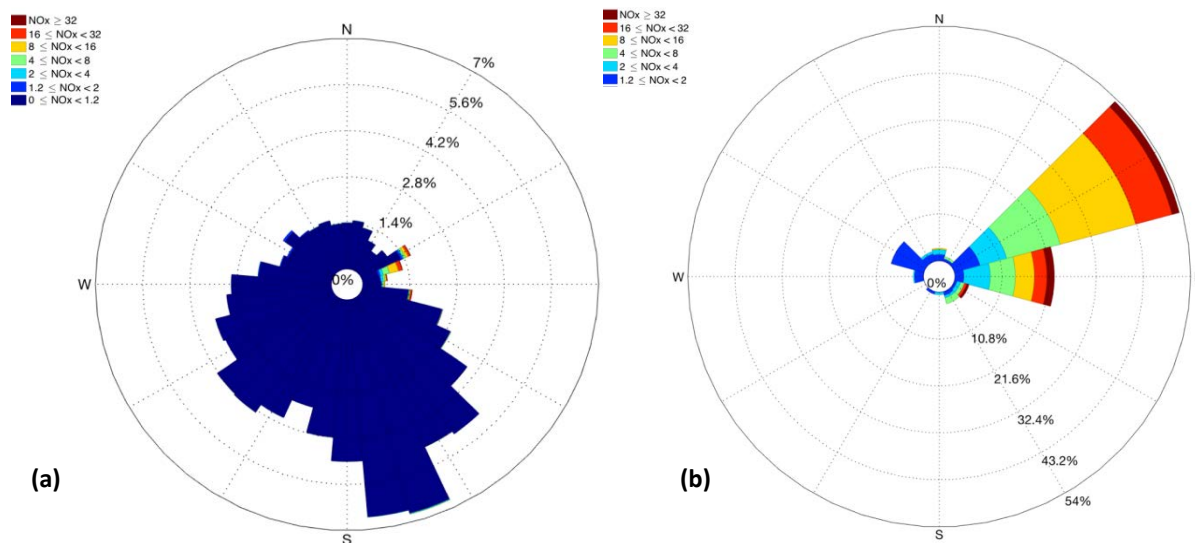 NOx ≥ 32
16 ≤ NOx < 32
8 ≤ NOx < 16
4 ≤ NOx < 8
2 ≤ NOx < 4
1.2 ≤ NOx < 2
0 ≤ NOx < 1.2
N
7%
5.6%
4.2%
2.8%
1.4%
0%
W
S
(a)
NOx ≥ 32
16 ≤ NOx < 32
8 ≤ NOx < 16
4 ≤ NOx < 8
2 ≤ NOx < 4
1.2 ≤ NOx < 2
N
W
0%
10.8%
21.6%
32.4%
43.2%
54%
S
(b)